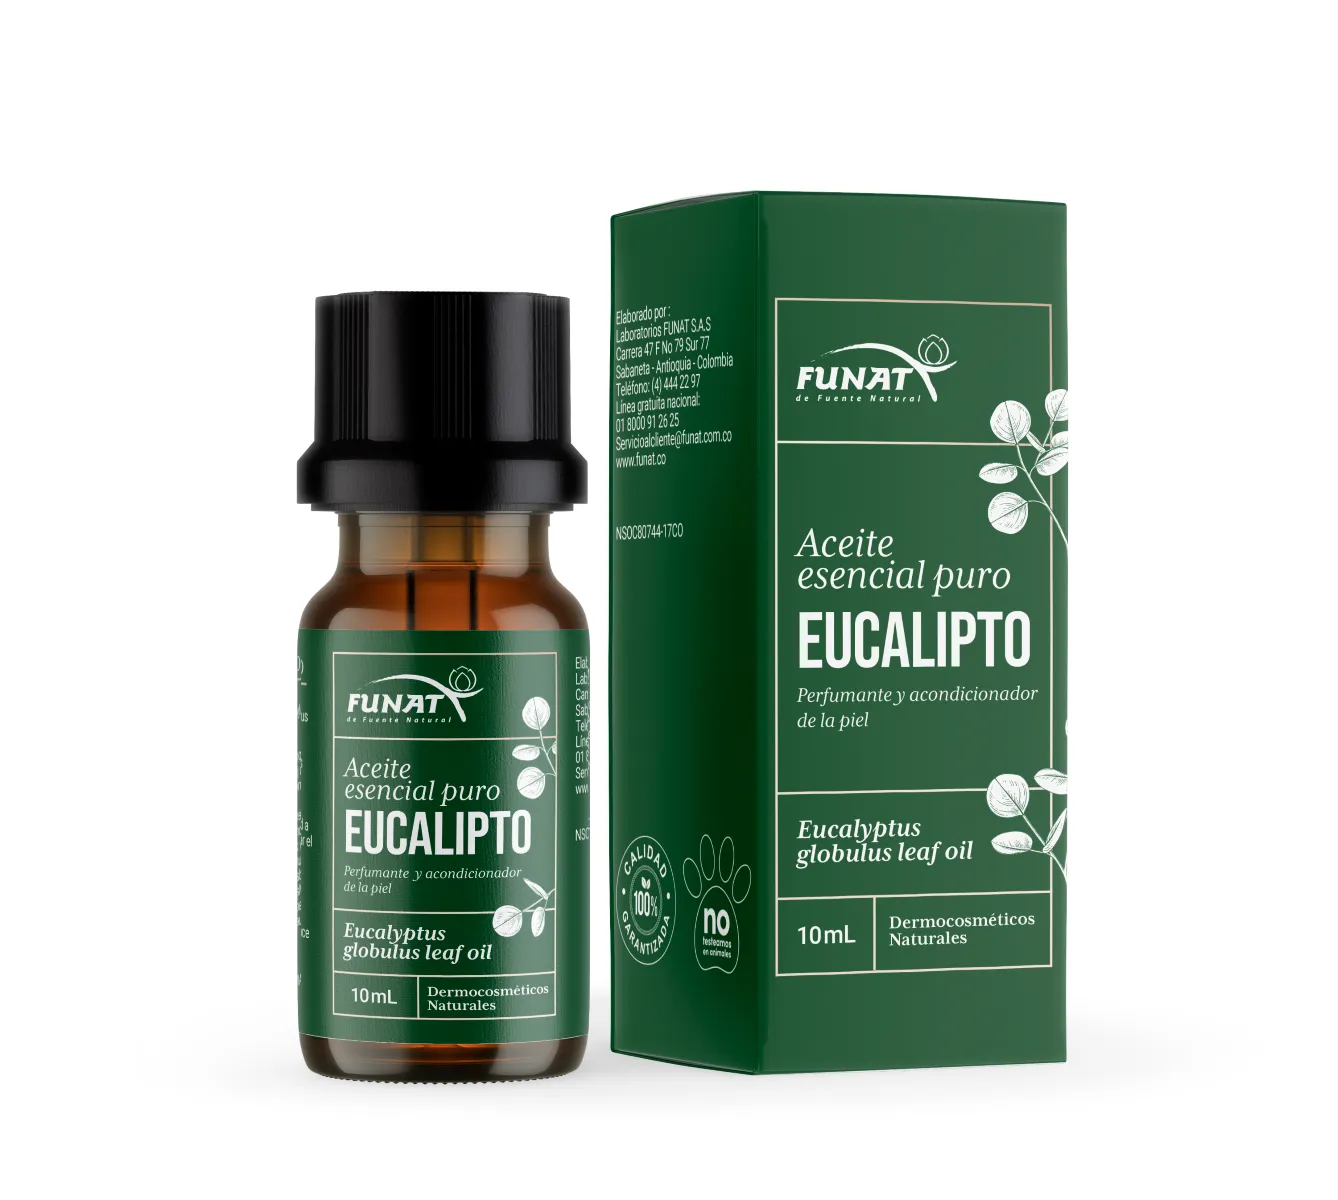 FUNAT
de Fuente Natural
Aceite
esencial puro
EUCALIPTO
Perfumante y acondicionador
de la piel
Eucalyptus
globulus leaf oil
10mL
Dermocosméticos
Naturales
Elaborado por :
Laboratorios FUNAT S.A.S
Carrera 47 F No 79 Sur 77
Sabaneta - Antioquia - Colombia
Teléfono: (4) 444 22 97
Línea gratuita nacional:
01 8000 91 26 25
Servicioalcliente@funat.com.co
www.funat.co
NSOC80744-17CO
CALIDAD
100%
GARANTIZADA
no
testeamos
en animales
FUNAT
de Fuente Natural
Aceite
esencial puro
EUCALIPTO
Perfumante y acondicionador
de la piel
Eucalyptus
globulus leaf oil
10mL
Dermocosméticos
Naturales